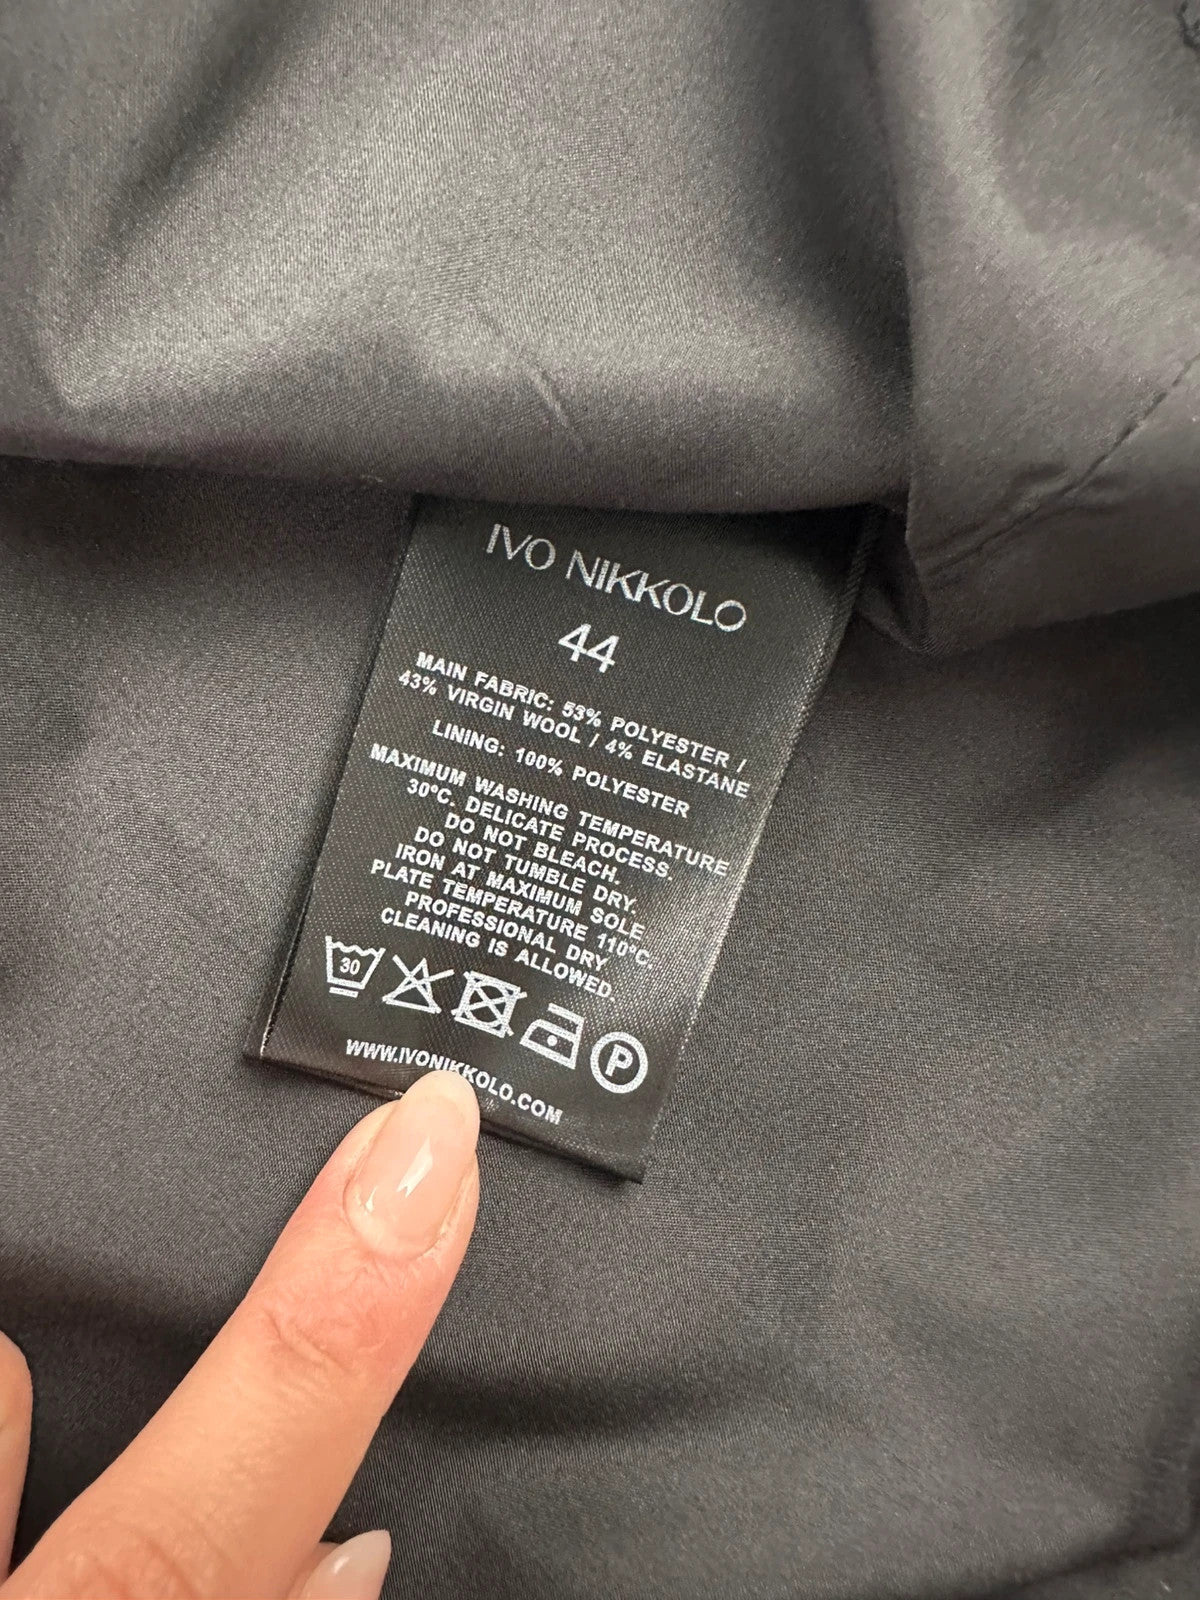 IVO NIKKOLO
44
MAIN FABRIC: 53% POLYESTER /
43% VIRGIN WOOL / 4% ELASTANE
LINING: 100% POLYESTER
MAXIMUM WASHING TEMPERATURE
30°C. DELICATE PROCESS.
DO NOT BLEACH.
DO NOT TUMBLE DRY.
IRON AT MAXIMUM SOLE
PLATE TEMPERATURE 110°C.
PROFESSIONAL DRY
CLEANING IS ALLOWED.
30 P
WWW.IVONIKKOLO.COM